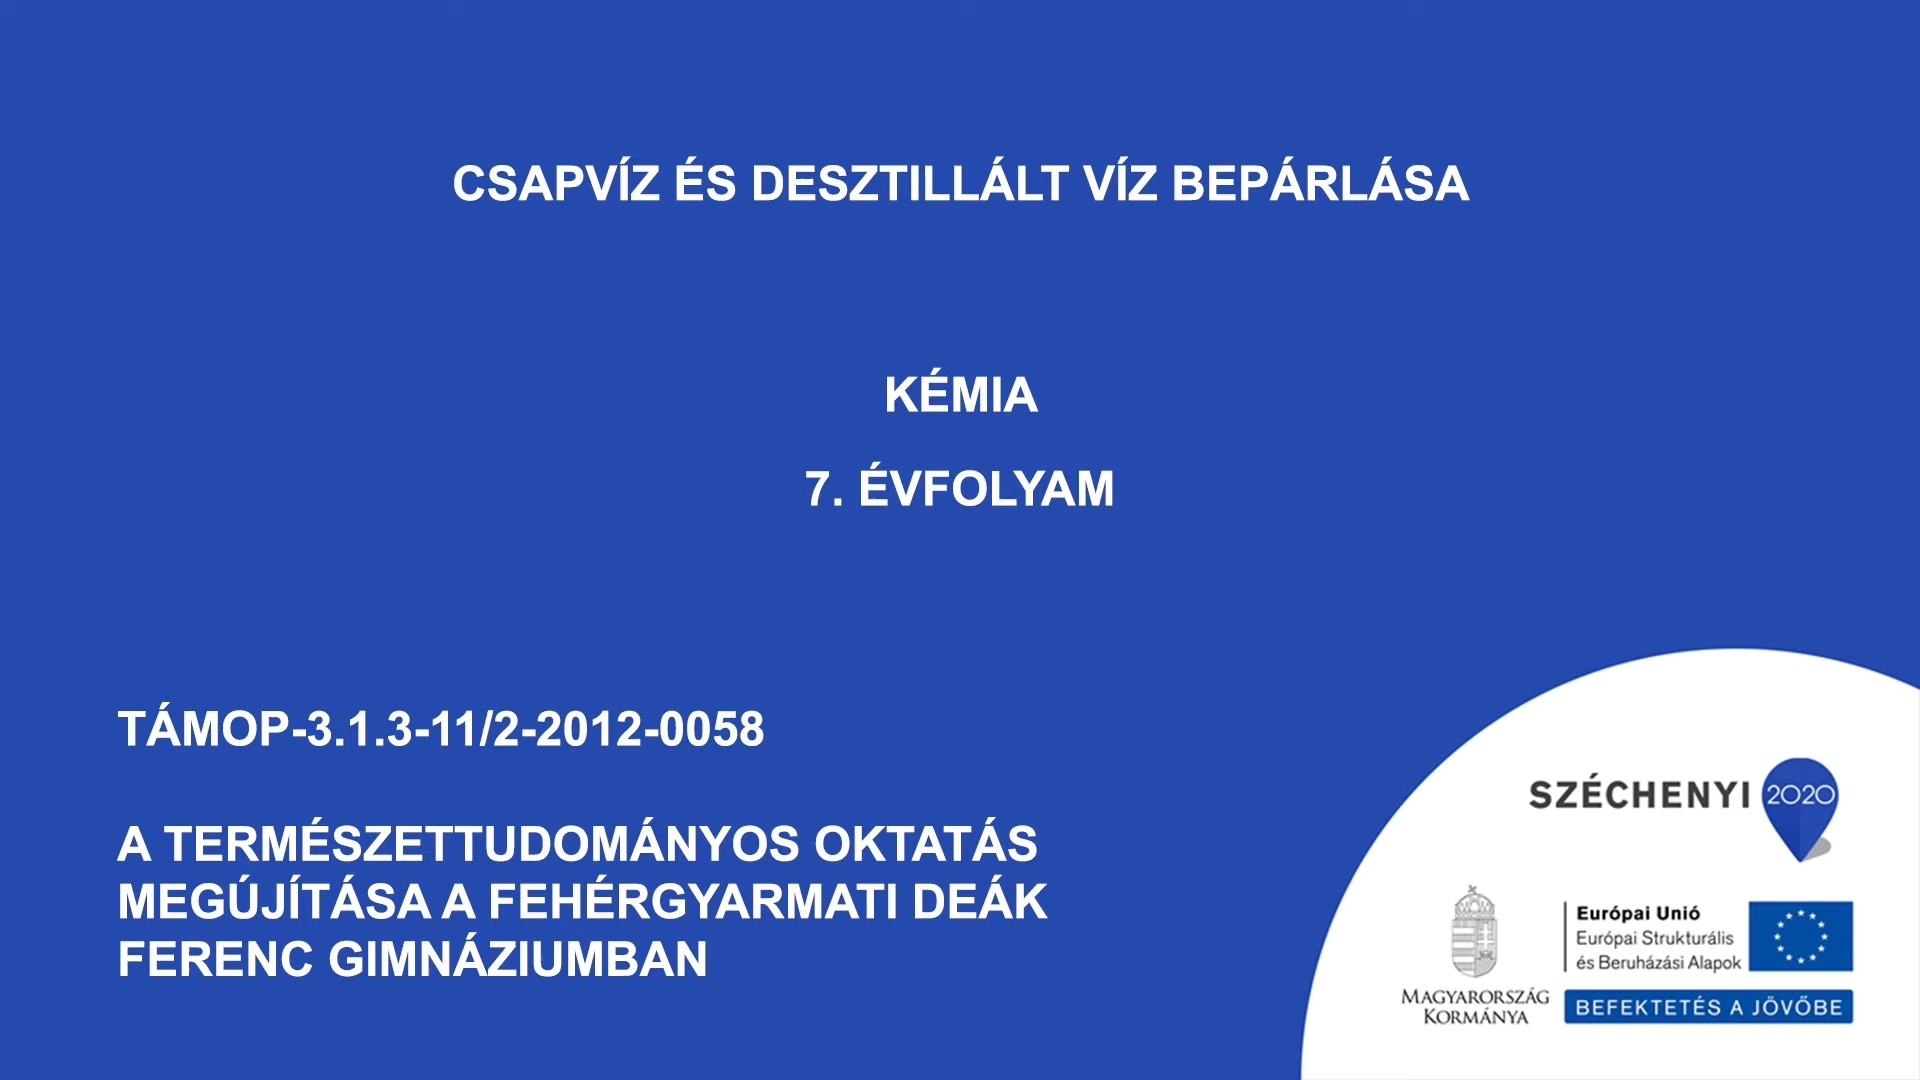 CSAPVÍZ ÉS DESZTILLÁLT VÍZ BEPÁRLÁSA
KÉMIA
7. ÉVFOLYAM
TÁMOP-3.1.3-11/2-2012-0058
A TERMÉSZETTUDOMÁNYOS OKTATÁS
MEGÚJÍTÁSA A FEHÉRGYARMATI DEÁK
FERENC GIMNÁZIUMBAN
SZÉCHENYI 2020
MAGYARORSZÁG
KORMÁNYA
Európai Unió
Európai Strukturális
és Beruházási Alapok
BEFEKTETÉS A JÖVŐBE